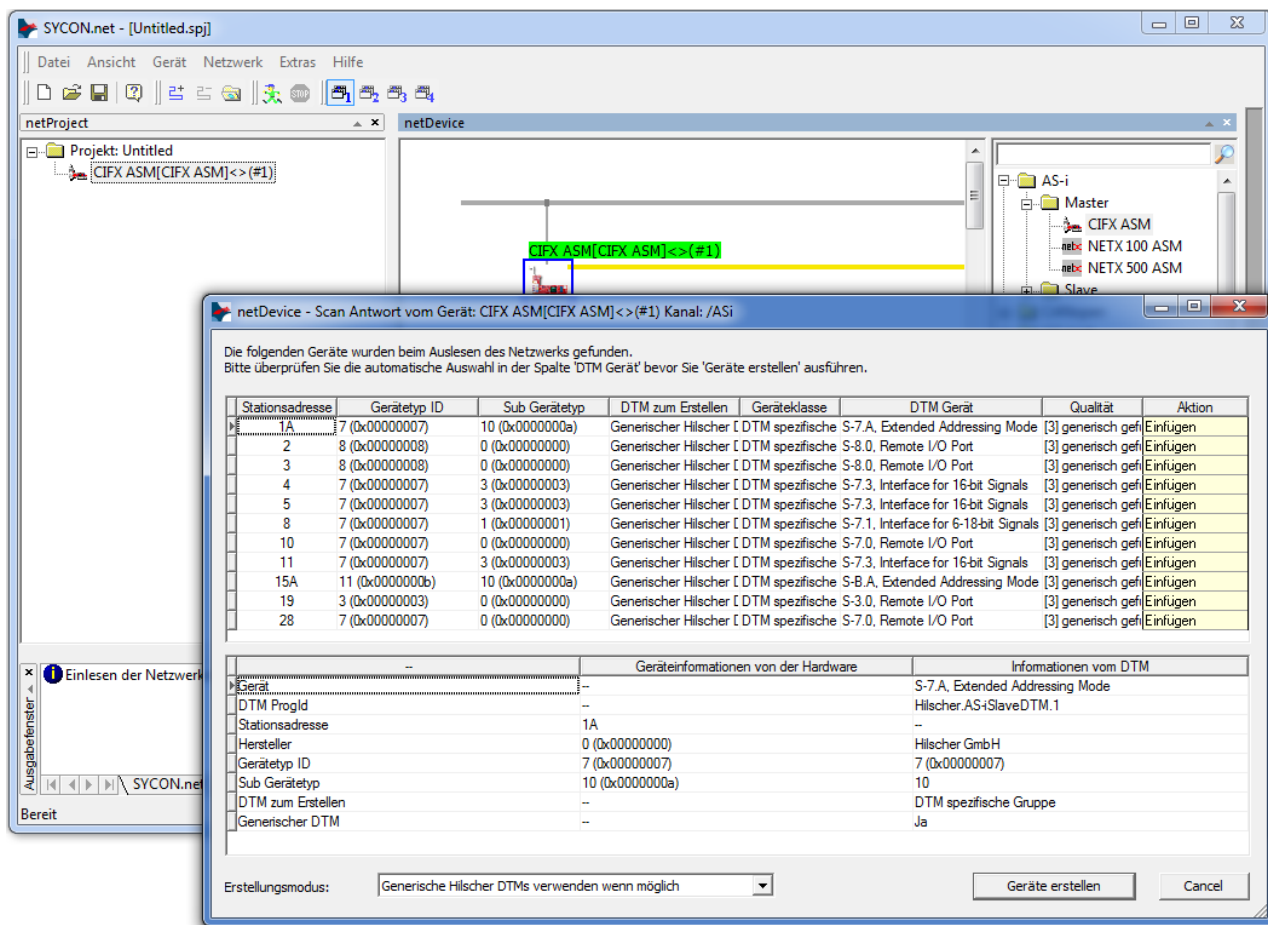 SYCON.net - [Untitled.spj]
Datei Ansicht Gerät Netzwerk Extras Hilfe
STOP 1 2 3 4
netProject
netDevice
Projekt: Untitled
CIFX ASM[CIFX ASM]<>(#1)
CIFX ASM[CIFX ASM]<>(#1)
AS-i
Master
CIFX ASM
NETX 100 ASM
NETX 500 ASM
Slave
netDevice - Scan Antwort vom Gerät: CIFX ASM[CIFX ASM]<>(#1) Kanal: /ASi
Die folgenden Geräte wurden beim Auslesen des Netzwerks gefunden.
Bitte überprüfen Sie die automatische Auswahl in der Spalte 'DTM Gerät' bevor Sie 'Geräte erstellen' ausführen.
Stationsadresse Gerätetyp ID Sub Gerätetyp DTM zum Erstellen Geräteklasse DTM Gerät Qualität Aktion
1A 7 (0x00000007) 10 (0x0000000a) Generischer Hilscher D DTM spezifische S-7.A, Extended Addressing Mode [3] generisch gefu Einfügen
2 8 (0x00000008) 0 (0x00000000) Generischer Hilscher D DTM spezifische S-8.0, Remote I/O Port [3] generisch gefu Einfügen
3 8 (0x00000008) 0 (0x00000000) Generischer Hilscher D DTM spezifische S-8.0, Remote I/O Port [3] generisch gefu Einfügen
4 7 (0x00000007) 3 (0x00000003) Generischer Hilscher D DTM spezifische S-7.3, Interface for 16-bit Signals [3] generisch gefu Einfügen
5 7 (0x00000007) 3 (0x00000003) Generischer Hilscher D DTM spezifische S-7.3, Interface for 16-bit Signals [3] generisch gefu Einfügen
8 7 (0x00000007) 1 (0x00000001) Generischer Hilscher D DTM spezifische S-7.1, Interface for 6-18-bit Signals [3] generisch gefu Einfügen
10 7 (0x00000007) 0 (0x00000000) Generischer Hilscher D DTM spezifische S-7.0, Remote I/O Port [3] generisch gefu Einfügen
11 7 (0x00000007) 3 (0x00000003) Generischer Hilscher D DTM spezifische S-7.3, Interface for 16-bit Signals [3] generisch gefu Einfügen
15A 11 (0x0000000b) 10 (0x0000000a) Generischer Hilscher D DTM spezifische S-B.A, Extended Addressing Mode [3] generisch gefu Einfügen
19 3 (0x00000003) 0 (0x00000000) Generischer Hilscher D DTM spezifische S-3.0, Remote I/O Port [3] generisch gefu Einfügen
28 7 (0x00000007) 0 (0x00000000) Generischer Hilscher D DTM spezifische S-7.0, Remote I/O Port [3] generisch gefu Einfügen
Einlesen der Netzwerk
Ausgabefenster
SYCON.ne
Bereit
-- Geräteinformationen von der Hardware Informationen vom DTM
Gerät -- S-7.A, Extended Addressing Mode
DTM ProgId -- Hilscher.AS-iSlaveDTM.1
Stationsadresse 1A --
Hersteller 0 (0x00000000) Hilscher GmbH
Gerätetyp ID 7 (0x00000007) 7 (0x00000007)
Sub Gerätetyp 10 (0x0000000a) 10
DTM zum Erstellen -- DTM spezifische Gruppe
Generischer DTM -- Ja
Erstellungsmodus: Generische Hilscher DTMs verwenden wenn möglich
Geräte erstellen Cancel